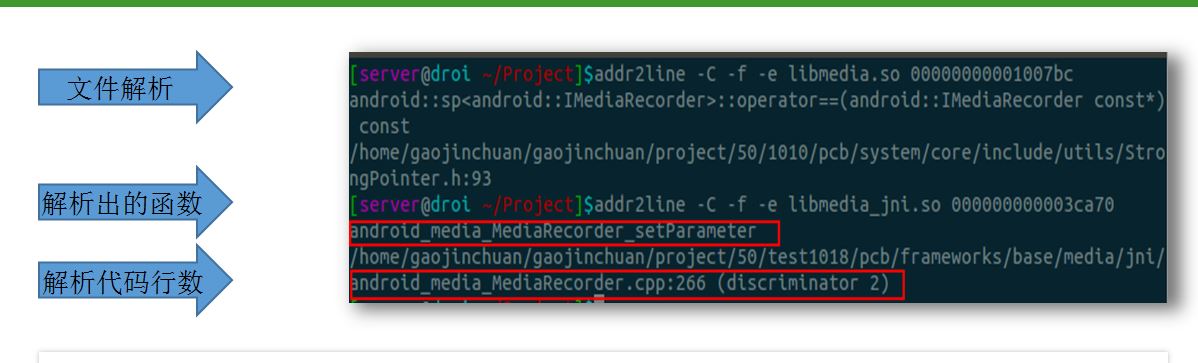 文件解析
[server@droi ~/Project]$addr2line -C -f -e libmedia.so 00000000001007bc
android::sp<android::IMediaRecorder>::operator==(android::IMediaRecorder const*)
const
/home/gaojinchuan/gaojinchuan/project/50/1010/pcb/system/core/include/utils/Stro
ngPointer.h:93
解析出的函数
[server@droi ~/Project]$addr2line -C -f -e libmedia_jni.so 000000000003ca70
android_media_MediaRecorder_setParameter
/home/gaojinchuan/gaojinchuan/project/50/test1018/pcb/frameworks/base/media/jni/
解析代码行数
android_media_MediaRecorder.cpp:266 (discriminator 2)